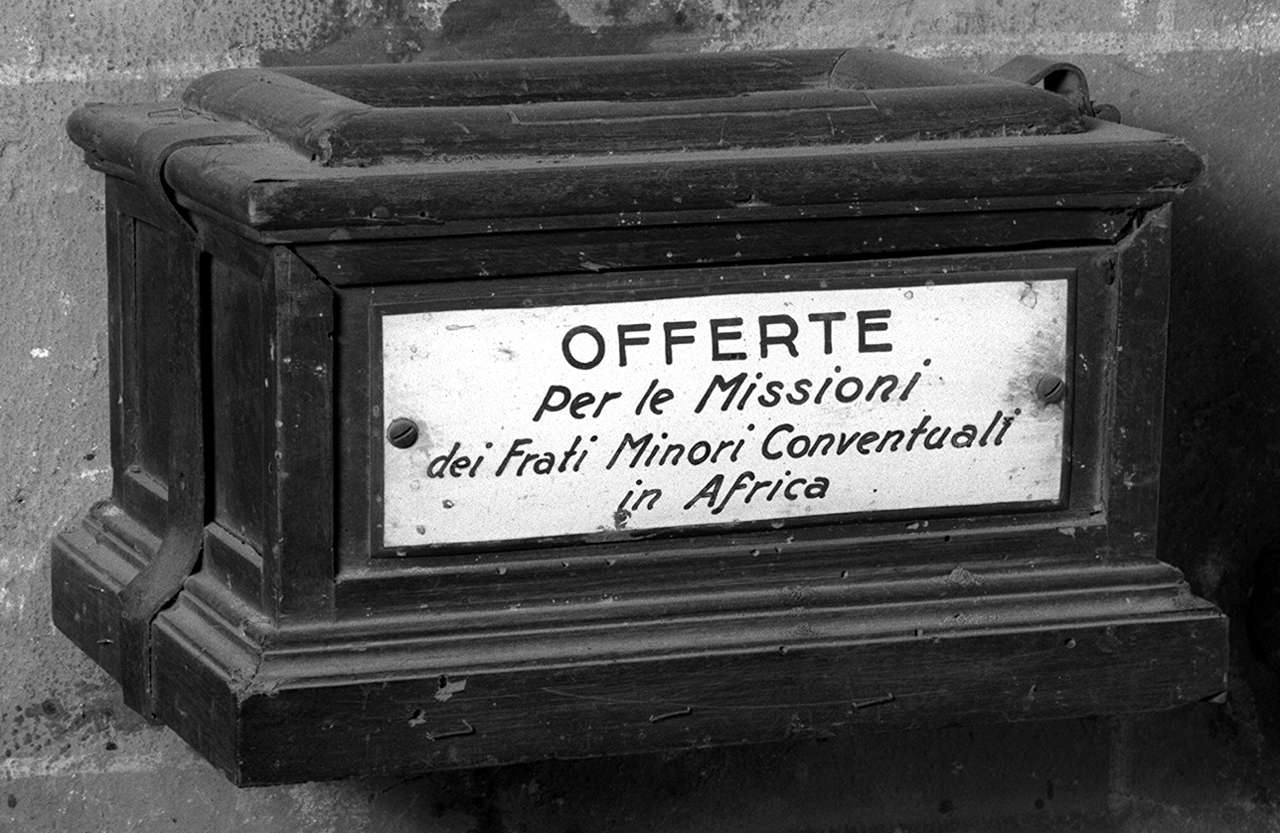 OFFERTE
Per le Missioni
dei Frati Minori Conventuali
in Africa